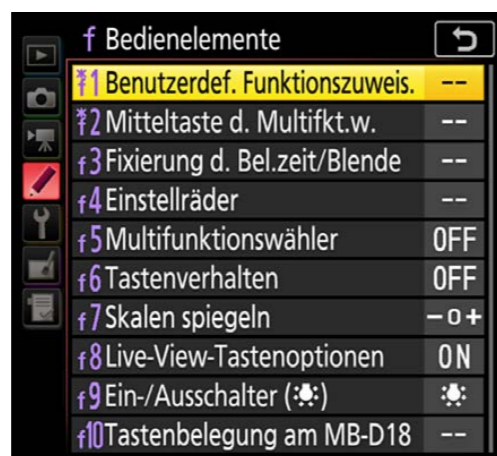 f Bedienelemente
f1 Benutzerdef. Funktionszuweis. --
f2 Mitteltaste d. Multifkt.w. --
f3 Fixierung d. Bel.zeit/Blende --
f4 Einstellräder --
f5 Multifunktionswähler OFF
f6 Tastenverhalten OFF
f7 Skalen spiegeln -o+
f8 Live-View-Tastenoptionen ON
f9 Ein-/Ausschalter ()
f10 Tastenbelegung am MB-D18 --